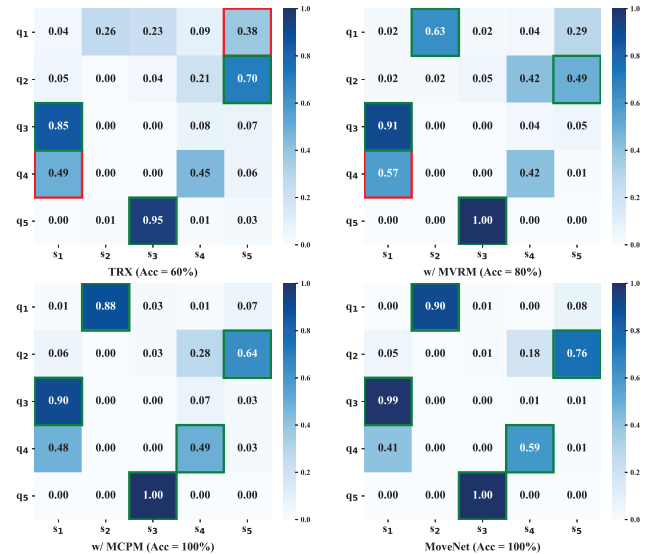 q1 0.04 0.26 0.23 0.09 0.38
q2 0.05 0.00 0.04 0.21 0.70
q3 0.85 0.00 0.00 0.08 0.07
q4 0.49 0.00 0.00 0.45 0.06
q5 0.00 0.01 0.95 0.01 0.03
s1 s2 s3 s4 s5
TRX (Acc = 60%)
1.0
0.8
0.6
0.4
0.2
0.0
q1 0.02 0.63 0.02 0.05 0.29
q2 0.02 0.02 0.05 0.42 0.49
q3 0.91 0.00 0.00 0.04 0.05
q4 0.57 0.00 0.00 0.42 0.01
q5 0.00 0.00 1.00 0.00 0.00
s1 s2 s3 s4 s5
w/ MVRM (Acc = 80%)
1.0
0.8
0.6
0.4
0.2
0.0
q1 0.01 0.88 0.03 0.01 0.07
q2 0.06 0.00 0.03 0.28 0.64
q3 0.90 0.00 0.00 0.07 0.03
q4 0.48 0.00 0.00 0.49 0.03
q5 0.00 0.00 1.00 0.00 0.00
s1 s2 s3 s4 s5
w/ MCPM (Acc = 100%)
1.0
0.8
0.6
0.4
0.2
0.0
q1 0.00 0.90 0.01 0.00 0.08
q2 0.05 0.00 0.01 0.18 0.76
q3 0.99 0.00 0.00 0.01 0.01
q4 0.41 0.00 0.00 0.59 0.01
q5 0.00 0.00 1.00 0.00 0.00
s1 s2 s3 s4 s5
MoveNet (Acc = 100%)
1.0
0.8
0.6
0.4
0.2
0.0